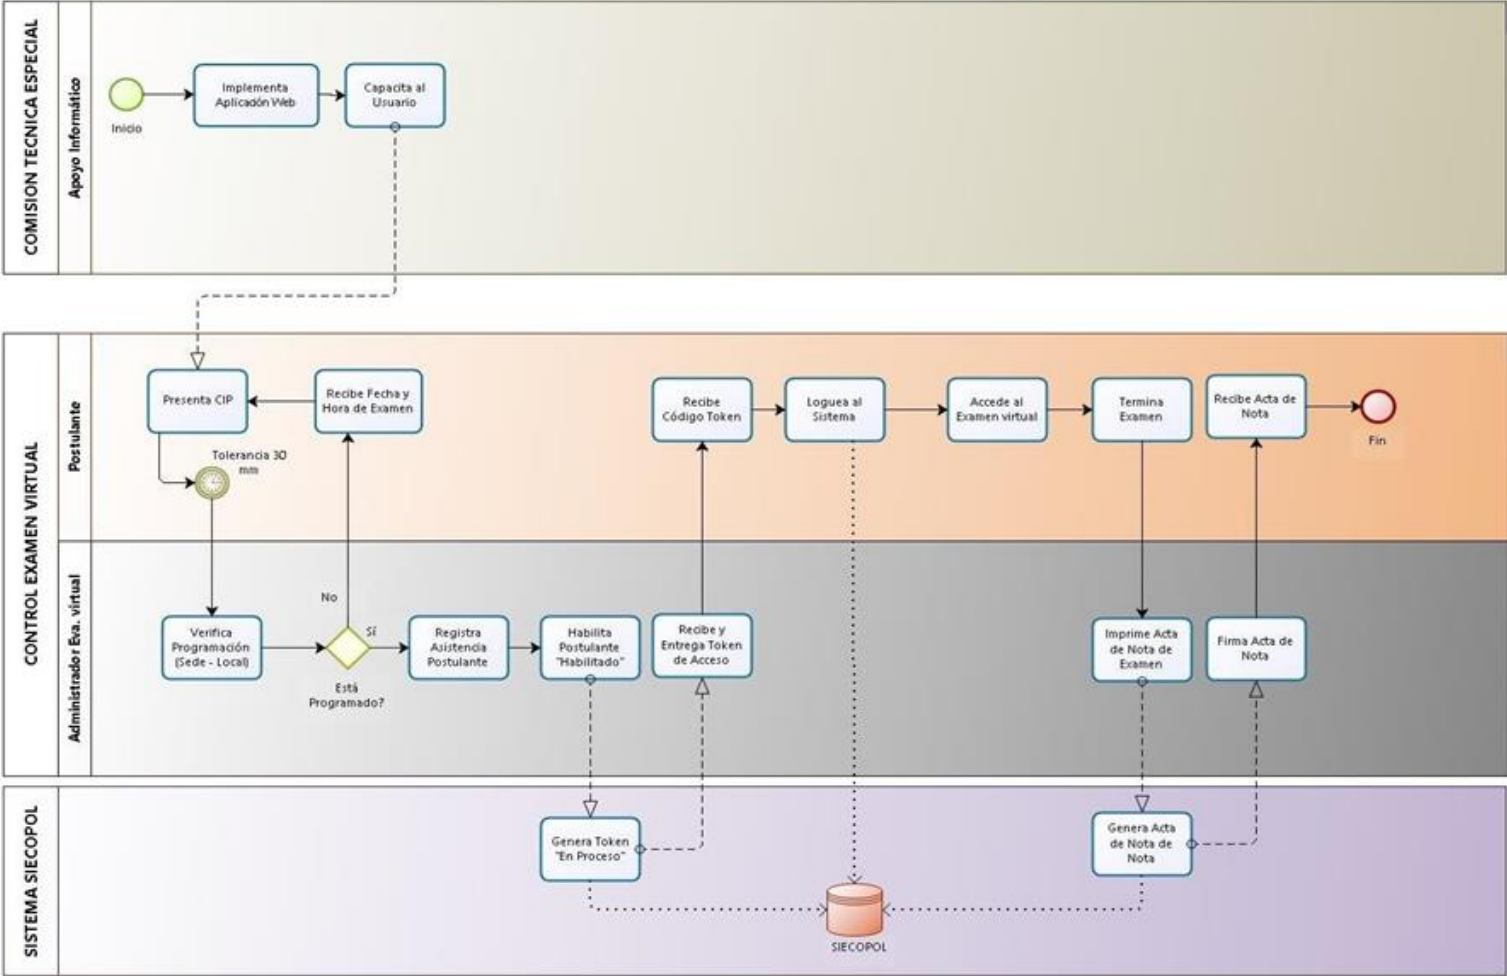 COMISION TECNICA ESPECIAL
Apoyo Informático
Inicio
Implementa
Aplicación Web
Capacita al
Usuario
CONTROL EXAMEN VIRTUAL
Postulante
Presenta CIP
Recibe Fecha y
Hora de Examen
Tolerancia 30
mm
Recibe
Código Token
Loguea al
Sistema
Accede al
Examen virtual
Termina
Examen
Recibe Acta de
Nota
Fin
Administrador Eva. virtual
Verifica
Programación
(Sede - Local)
No
Sí
Está
Programado?
Registra
Asistencia
Postulante
Habilita
Postulante
"Habilitado"
Recibe y
Entrega Token
de Acceso
Imprime Acta
de Nota de
Examen
Firma Acta de
Nota
SISTEMA SIECOPOL
Genera Token
"En Proceso"
SIECOPOL
Genera Acta
de Nota de
Nota